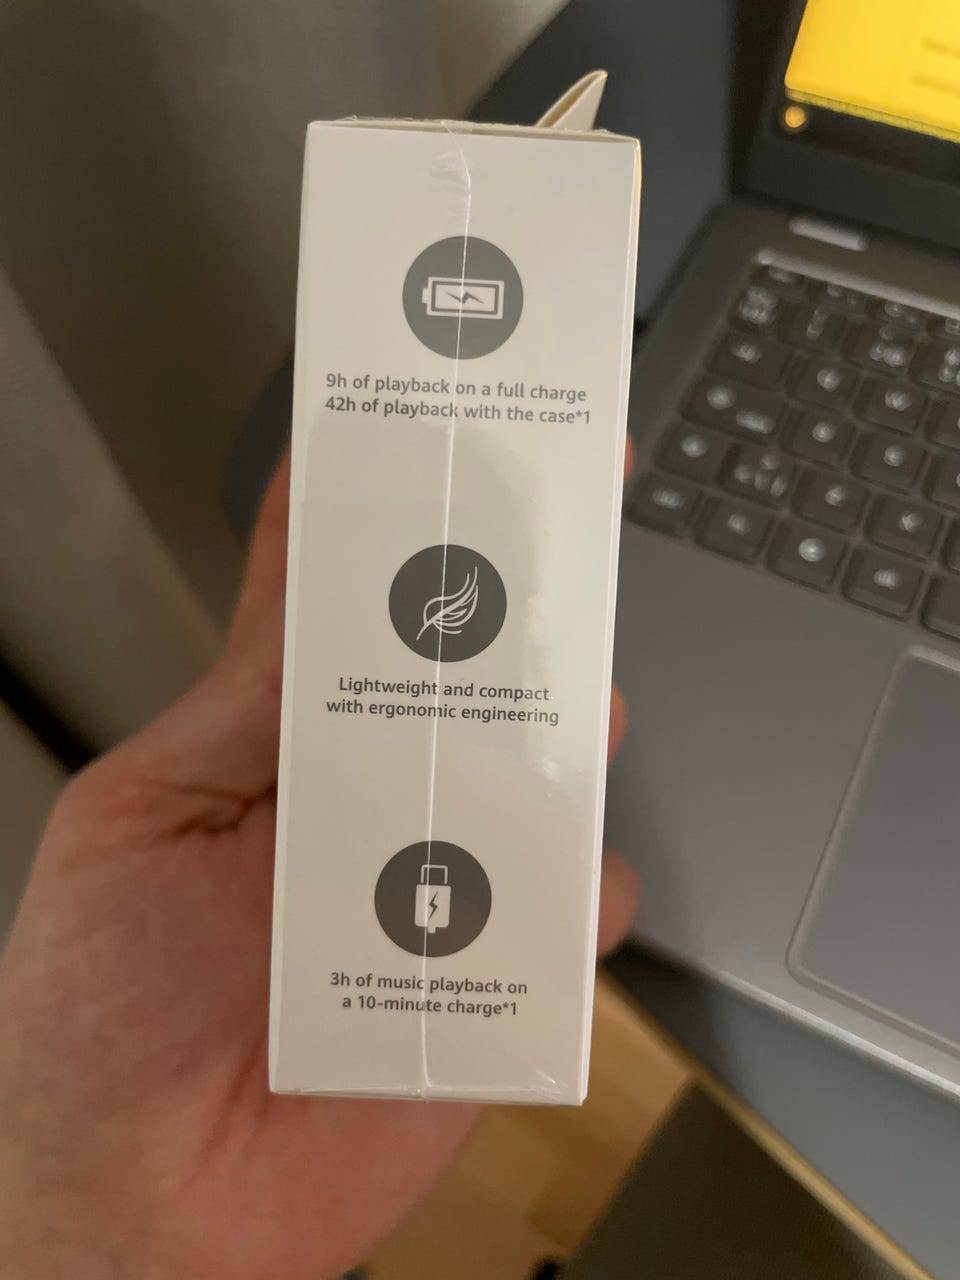 9h of playback on a full charge
42h of playback with the case*1
Lightweight and compact
with ergonomic engineering
3h of music playback on
a 10-minute charge*1